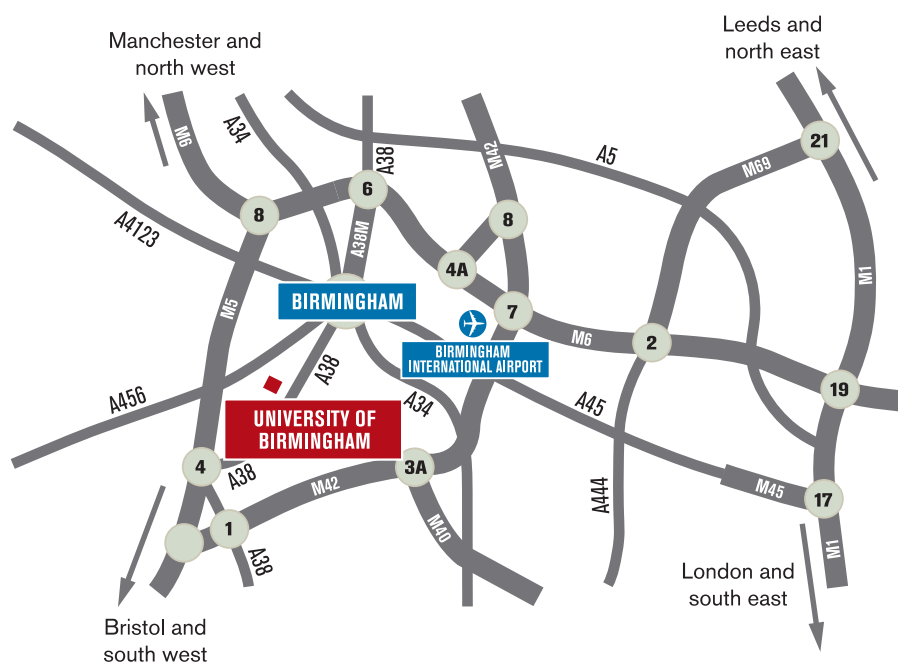 Leeds and
north east
Manchester and
north west
M6
A34
A38
M42
A5
21
M69
6
8
8
A4123
A38M
4A
M1
M5
BIRMINGHAM
7
M6
2
BIRMINGHAM
INTERNATIONAL AIRPORT
A38
A456
A34
A45
19
UNIVERSITY OF
BIRMINGHAM
4
A38
3A
M42
A444
M45
17
1
M40
M1
A38
London and
south east
Bristol and
south west